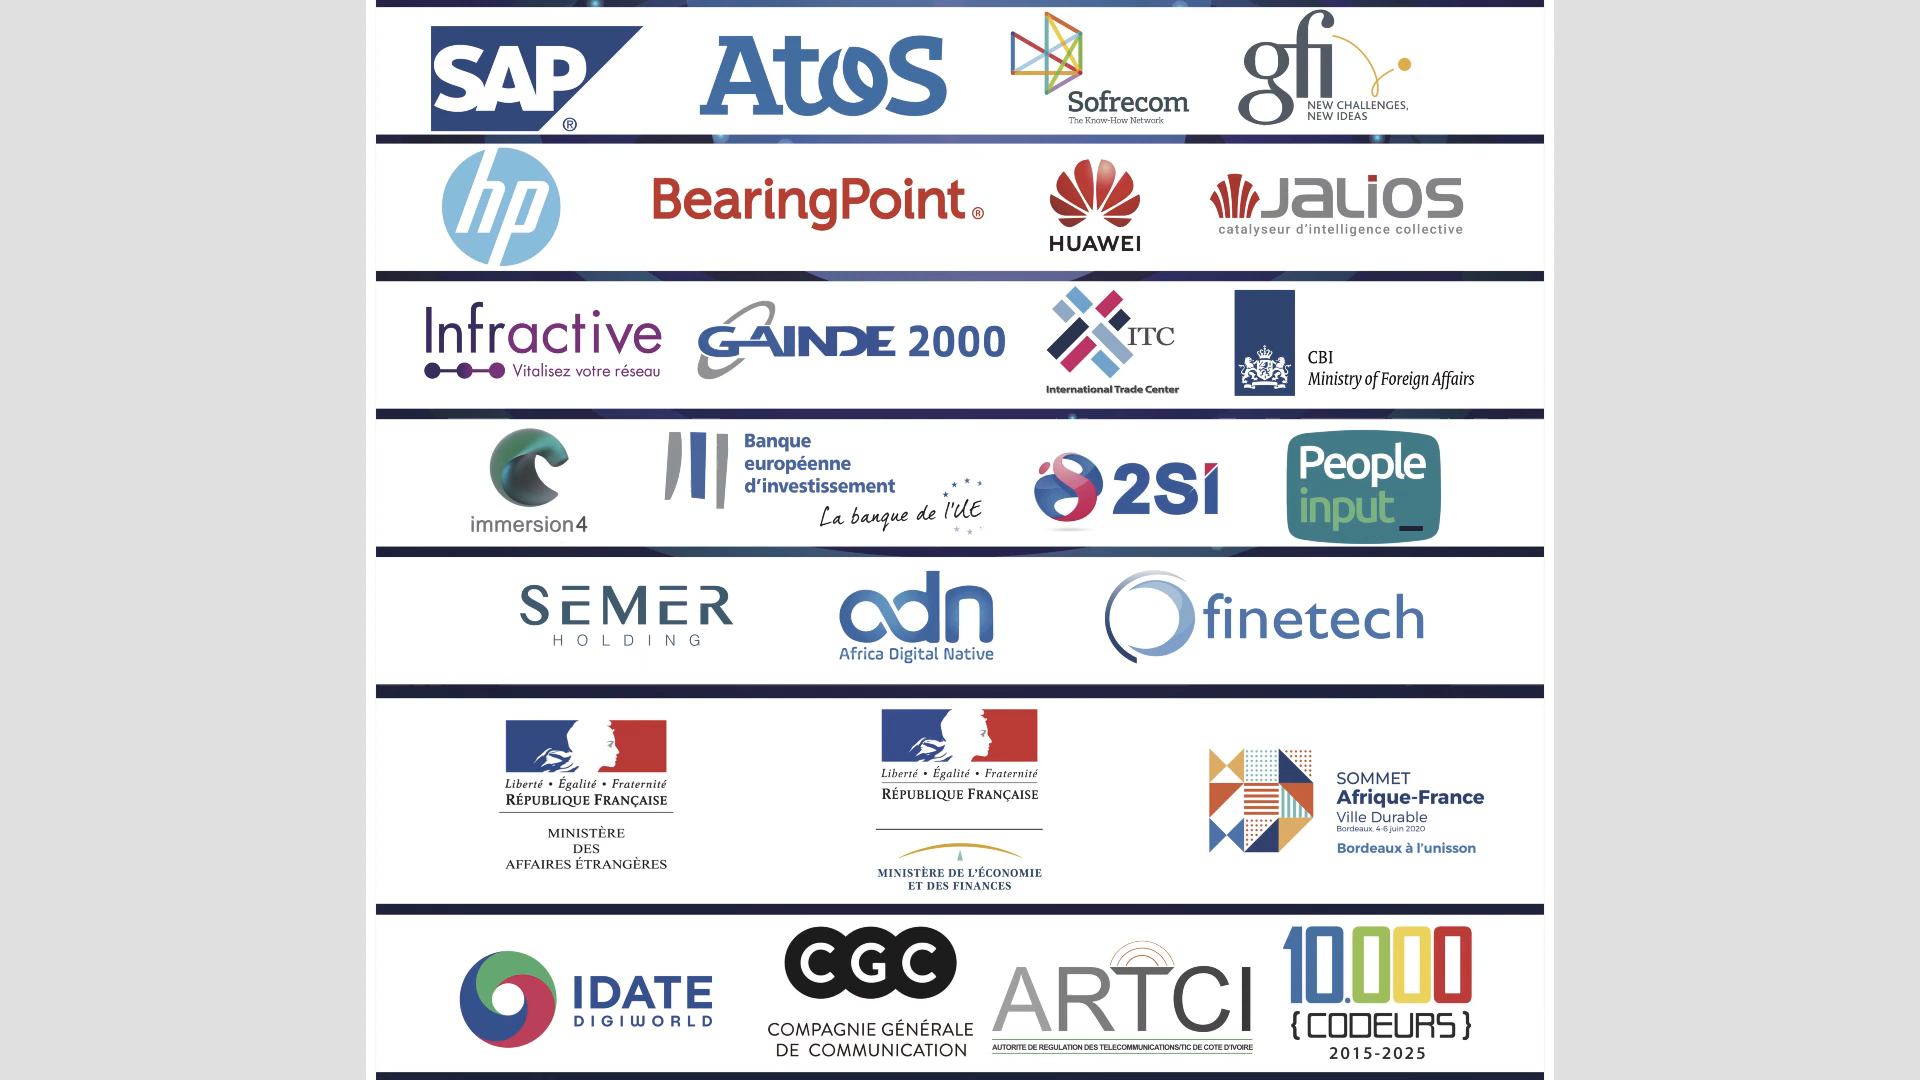 SAP
®
Atos
Sofrecom
The Know-How Network
gfi
NEW CHALLENGES,
NEW IDEAS
hp
BearingPoint®
HUAWEI
JALIOS
catalyseur d'intelligence collective
Infractive
Vitalisez votre réseau
GAINDE 2000
ITC
International Trade Center
CBI
Ministry of Foreign Affairs
immersion4
Banque
européenne
d'investissement
La banque de l'UE
2Si
People
input_
SEMER
HOLDING
adn
Africa Digital Native
finetech
Liberté • Égalité • Fraternité
RÉPUBLIQUE FRANÇAISE
MINISTÈRE
DES
AFFAIRES ÉTRANGÈRES
Liberté • Égalité • Fraternité
RÉPUBLIQUE FRANÇAISE
MINISTÈRE DE L'ÉCONOMIE
ET DES FINANCES
SOMMET
Afrique-France
Ville Durable
Bordeaux, 4-6 juin 2020
Bordeaux à l'unisson
IDATE
DIGIWORLD
CGC
COMPAGNIE GÉNÉRALE
DE COMMUNICATION
ARTCI
AUTORITE DE REGULATION DES TELECOMMUNICATIONS/TIC DE COTE D'IVOIRE
10.000
{CODEURS}
2015-2025